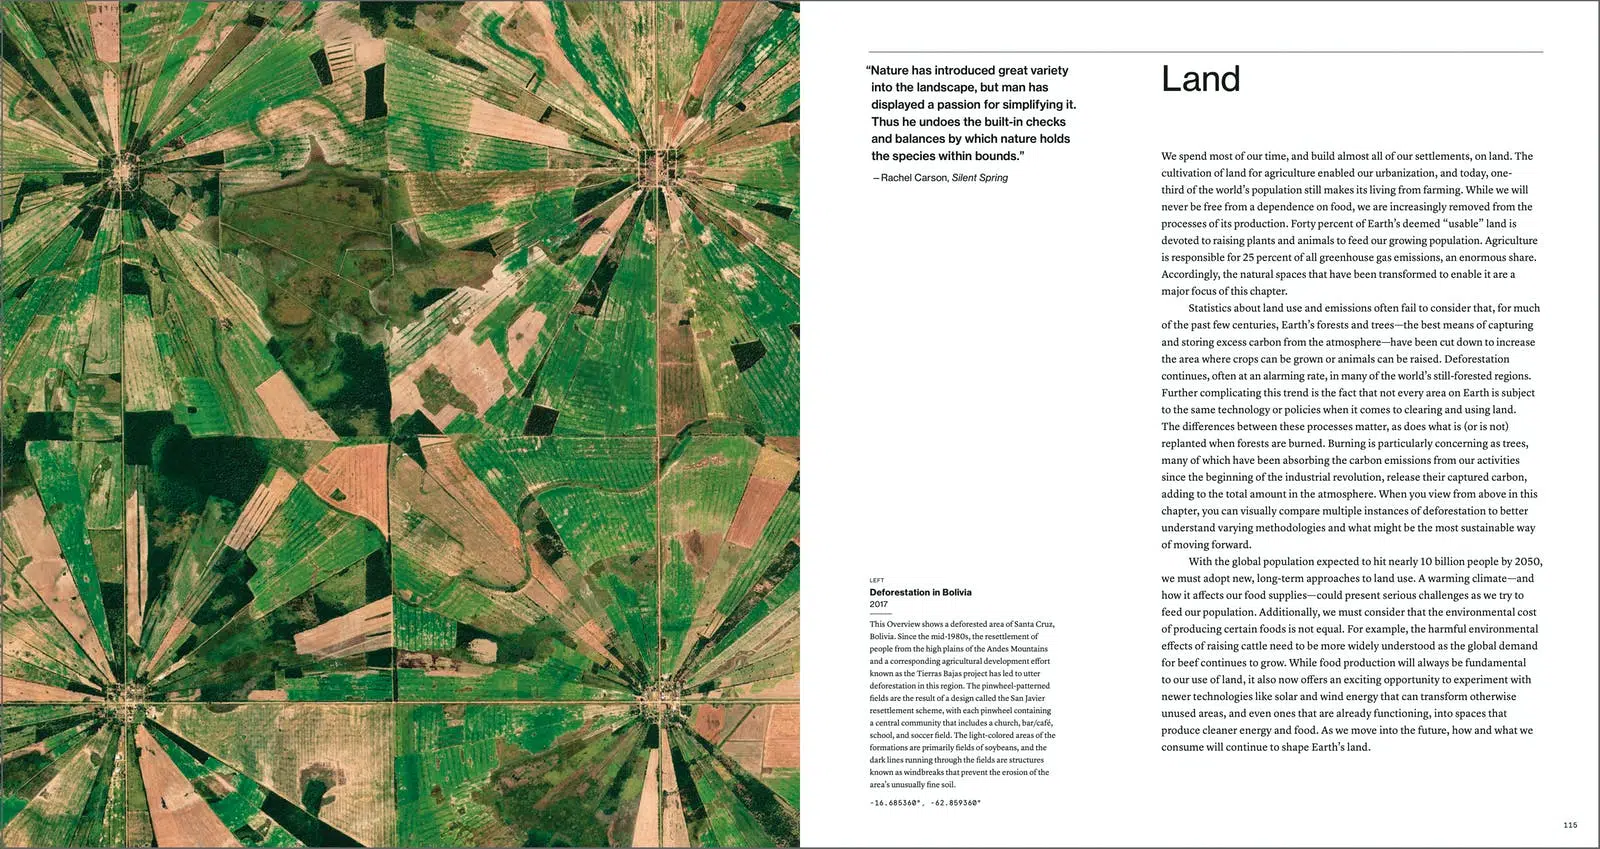 “Nature has introduced great variety
into the landscape, but man has
displayed a passion for simplifying it.
Thus he undoes the built-in checks
and balances by which nature holds
the species within bounds.”
—Rachel Carson, Silent Spring
LEFT
Deforestation in Bolivia
2017
This Overview shows a deforested area of Santa Cruz,
Bolivia. Since the mid-1980s, the resettlement of
people from the high plains of the Andes Mountains
and a corresponding agricultural development effort
known as the Tierras Bajas project has led to utter
deforestation in this region. The pinwheel-patterned
fields are the result of a design called the San Javier
resettlement scheme, with each pinwheel containing
a central community that includes a church, bar/café,
school, and soccer field. The light-colored areas of the
formations are primarily fields of soybeans, and the
dark lines running through the fields are structures
known as windbreaks that prevent the erosion of the
area’s unusually fine soil.
-16.685360°, -62.859360°
Land
We spend most of our time, and build almost all of our settlements, on land. The
cultivation of land for agriculture enabled our urbanization, and today, one-
third of the world’s population still makes its living from farming. While we will
never be free from a dependence on food, we are increasingly removed from the
processes of its production. Forty percent of Earth’s deemed “usable” land is
devoted to raising plants and animals to feed our growing population. Agriculture
is responsible for 25 percent of all greenhouse gas emissions, an enormous share.
Accordingly, the natural spaces that have been transformed to enable it are a
major focus of this chapter.
Statistics about land use and emissions often fail to consider that, for much
of the past few centuries, Earth’s forests and trees—the best means of capturing
and storing excess carbon from the atmosphere—have been cut down to increase
the area where crops can be grown or animals can be raised. Deforestation
continues, often at an alarming rate, in many of the world’s still-forested regions.
Further complicating this trend is the fact that not every area on Earth is subject
to the same technology or policies when it comes to clearing and using land.
The differences between these processes matter, as does what is (or is not)
replanted when forests are burned. Burning is particularly concerning as trees,
many of which have been absorbing the carbon emissions from our activities
since the beginning of the industrial revolution, release their captured carbon,
adding to the total amount in the atmosphere. When you view from above in this
chapter, you can visually compare multiple instances of deforestation to better
understand varying methodologies and what might be the most sustainable way
of moving forward.
With the global population expected to hit nearly 10 billion people by 2050,
we must adopt new, long-term approaches to land use. A warming climate—and
how it affects our food supplies—could present serious challenges as we try to
feed our population. Additionally, we must consider that the environmental cost
of producing certain foods is not equal. For example, the harmful environmental
effects of raising cattle need to be more widely understood as the global demand
for beef continues to grow. While food production will always be fundamental
to our use of land, it also now offers an exciting opportunity to experiment with
newer technologies like solar and wind energy that can transform otherwise
unused areas, and even ones that are already functioning, into spaces that
produce cleaner energy and food. As we move into the future, how and what we
consume will continue to shape Earth’s land.
115